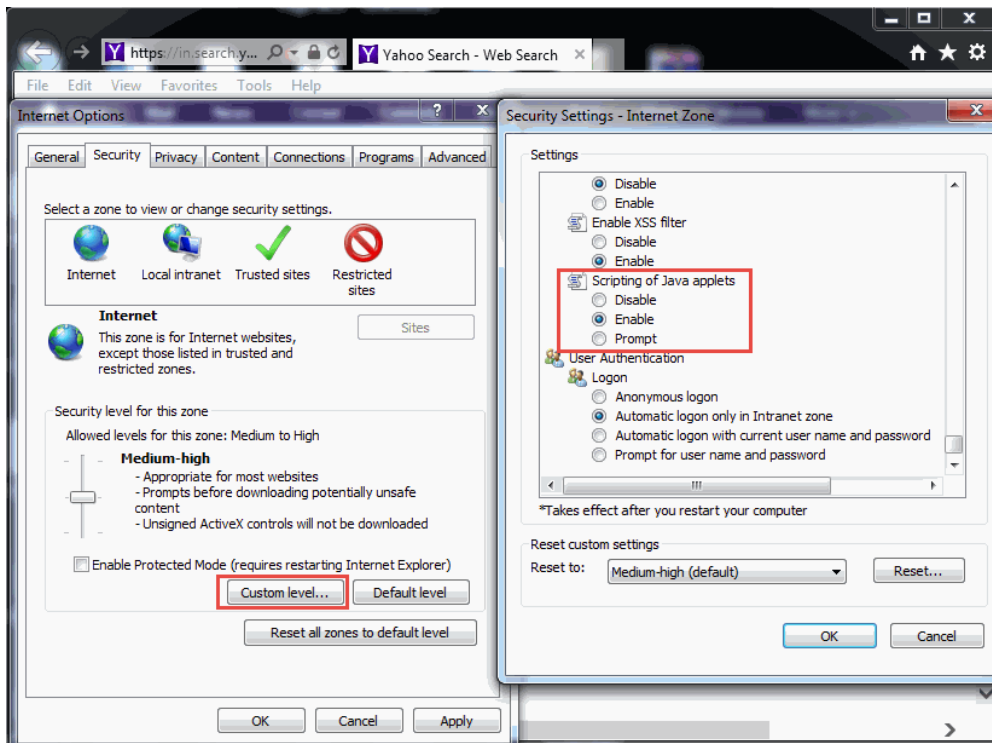 https://in.search.y...
Yahoo Search - Web Search
File Edit View Favorites Tools Help
Internet Options
General Security Privacy Content Connections Programs Advanced
Select a zone to view or change security settings.
Internet Local intranet Trusted sites Restricted sites
Internet
This zone is for Internet websites,
except those listed in trusted and
restricted zones.
Sites
Security level for this zone
Allowed levels for this zone: Medium to High
Medium-high
- Appropriate for most websites
- Prompts before downloading potentially unsafe
content
- Unsigned ActiveX controls will not be downloaded
Enable Protected Mode (requires restarting Internet Explorer)
Custom level... Default level
Reset all zones to default level
OK Cancel Apply
Security Settings - Internet Zone
Settings
Disable
Enable
Enable XSS filter
Disable
Enable
Scripting of Java applets
Disable
Enable
Prompt
User Authentication
Logon
Anonymous logon
Automatic logon only in Intranet zone
Automatic logon with current user name and password
Prompt for user name and password
*Takes effect after you restart your computer
Reset custom settings
Reset to: Medium-high (default) Reset...
OK Cancel